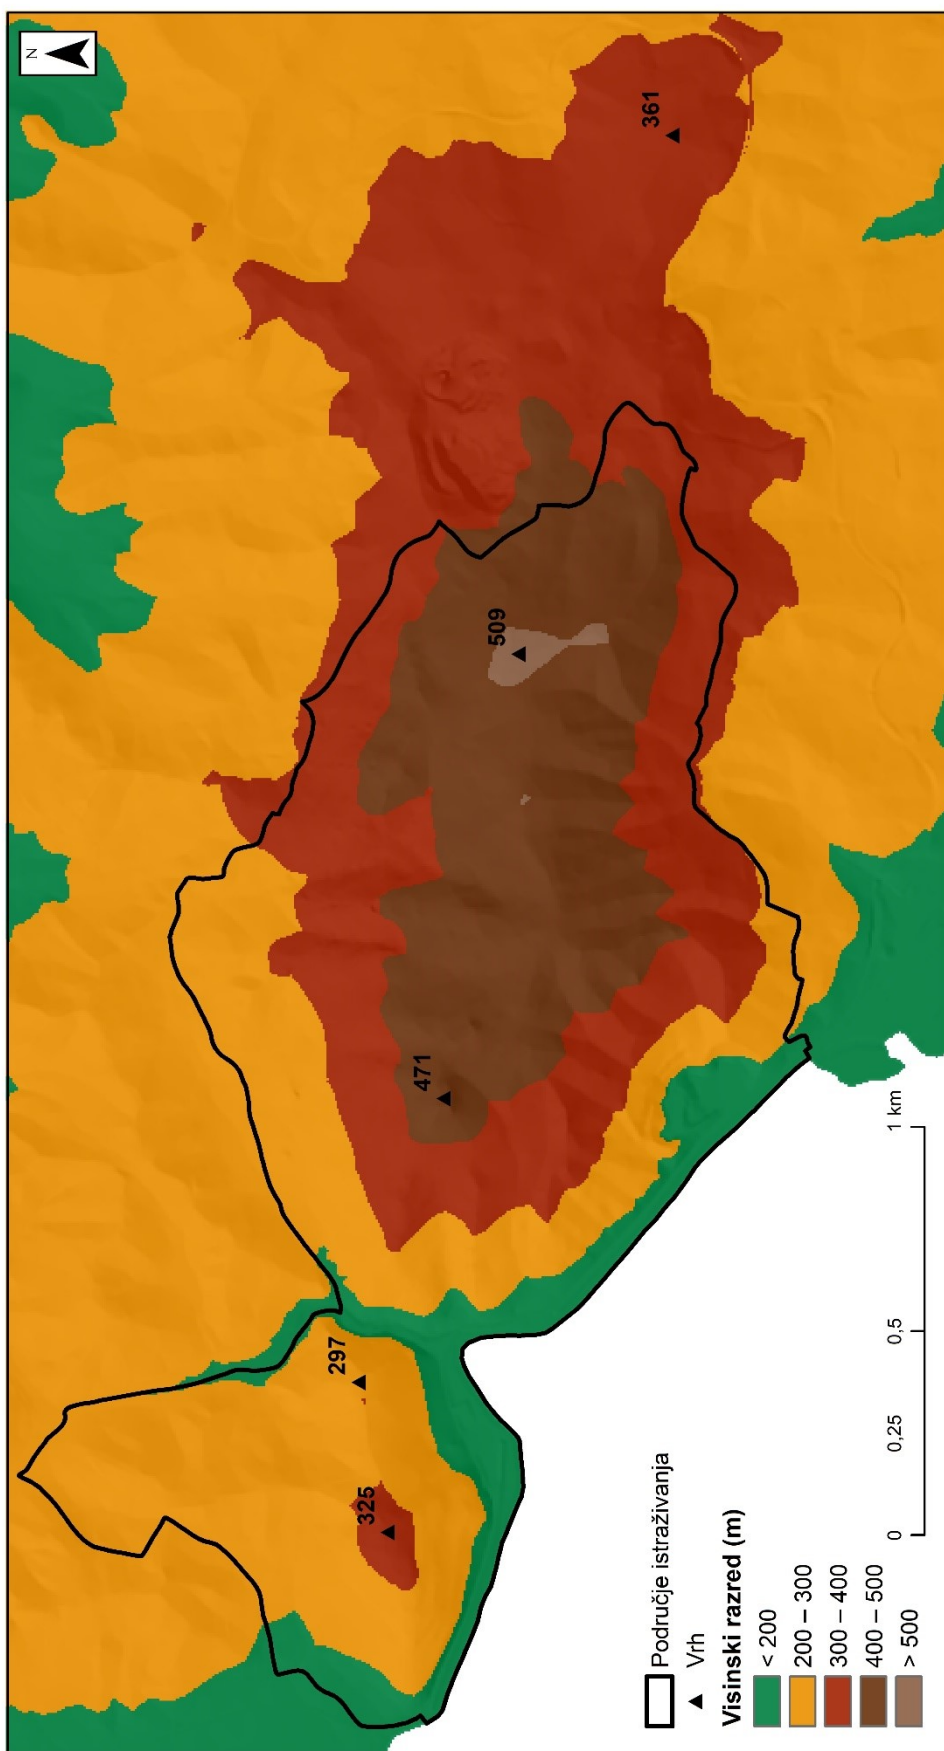 N
361
509
471
297
325
Područje istraživanja
Vrh
Visinski razred (m)
< 200
200 – 300
300 – 400
400 – 500
> 500
0 0,25 0,5 1 km